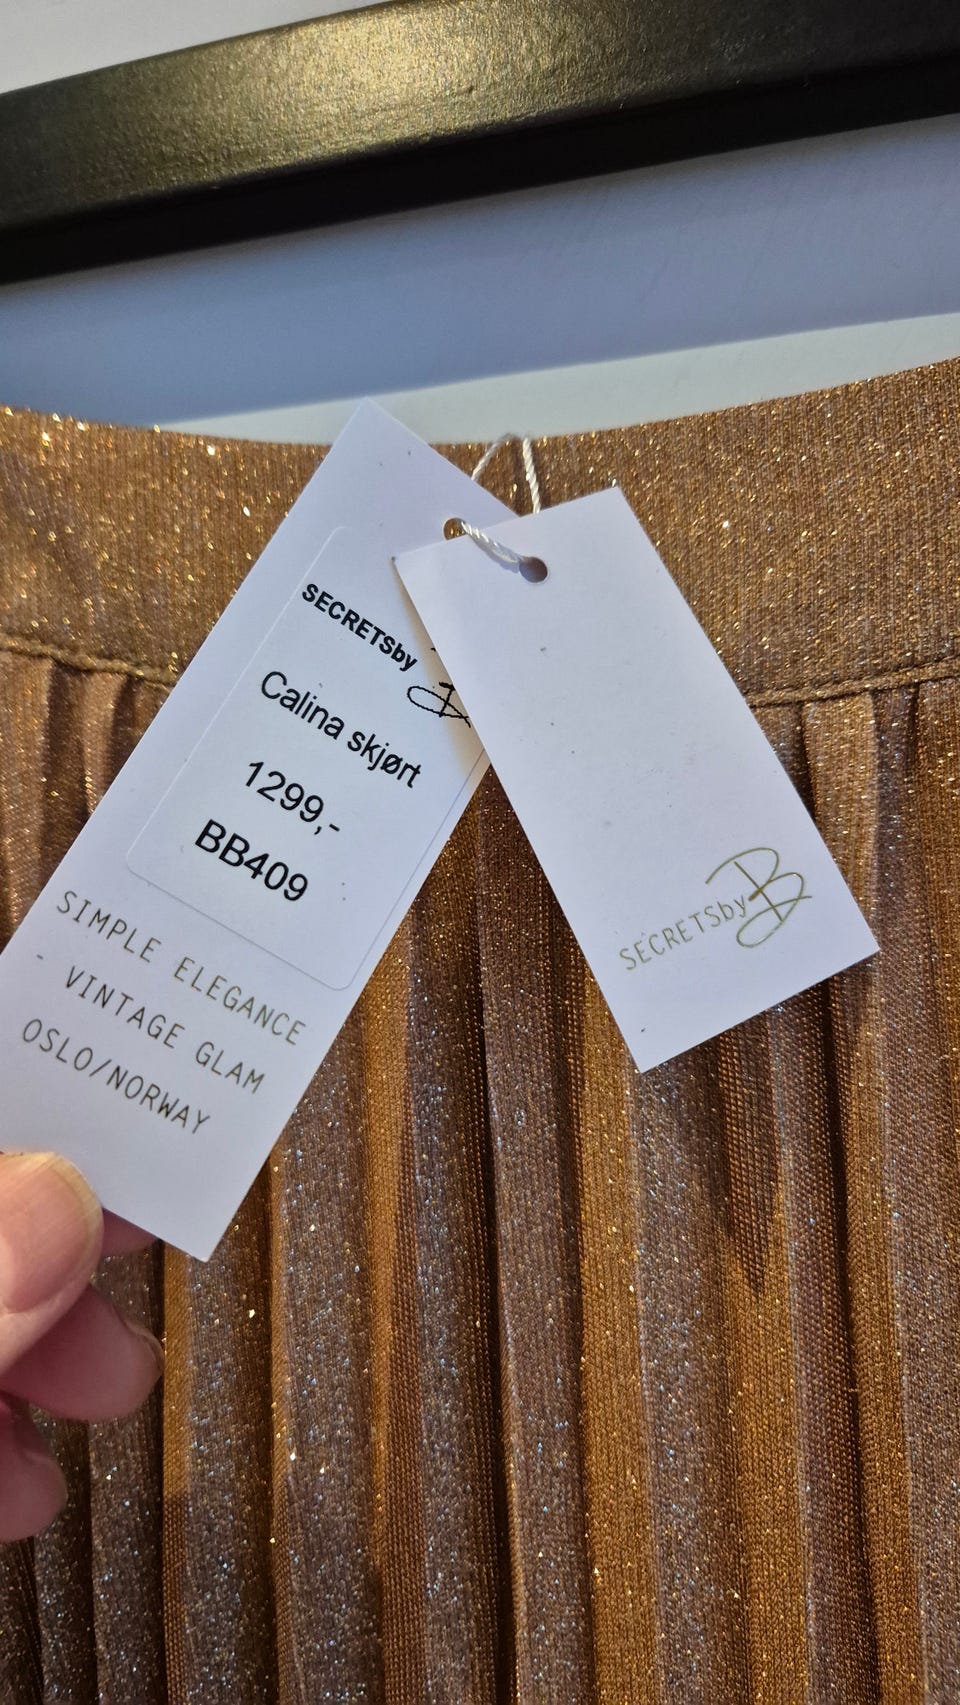 SECRETSby B
Calina skjørt
1299,-
BB409
SIMPLE ELEGANCE
- VINTAGE GLAM
OSLO/NORWAY
SECRETSby B